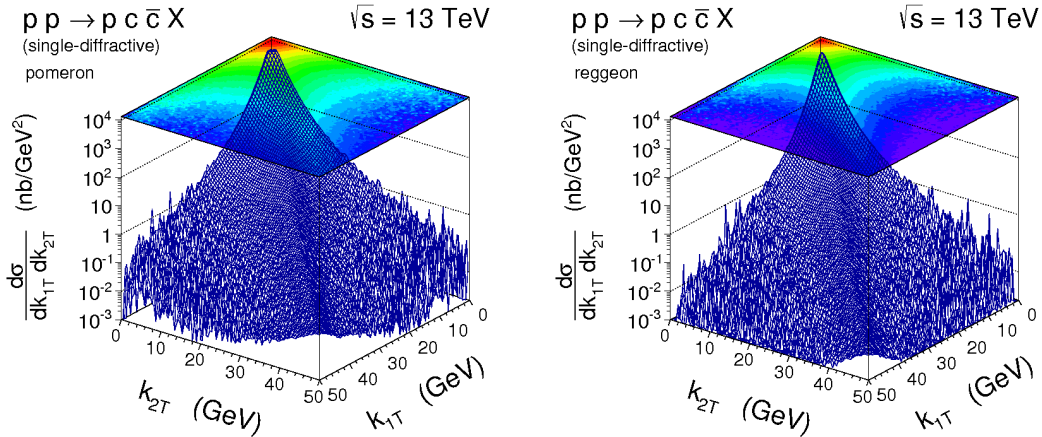 p p → p c c̅ X
√s = 13 TeV
(single-diffractive)
pomeron
dσ/dk₁T dk₂T (nb/GeV²)
10⁴
10³
10²
10
1
10⁻¹
10⁻²
10⁻³
0
10
20
30
40
50
k₂T (GeV)
50
40
30
20
10
0
k₁T (GeV)
p p → p c c̅ X
√s = 13 TeV
(single-diffractive)
reggeon
dσ/dk₁T dk₂T (nb/GeV²)
10⁴
10³
10²
10
1
10⁻¹
10⁻²
10⁻³
0
10
20
30
40
50
k₂T (GeV)
50
40
30
20
10
0
k₁T (GeV)